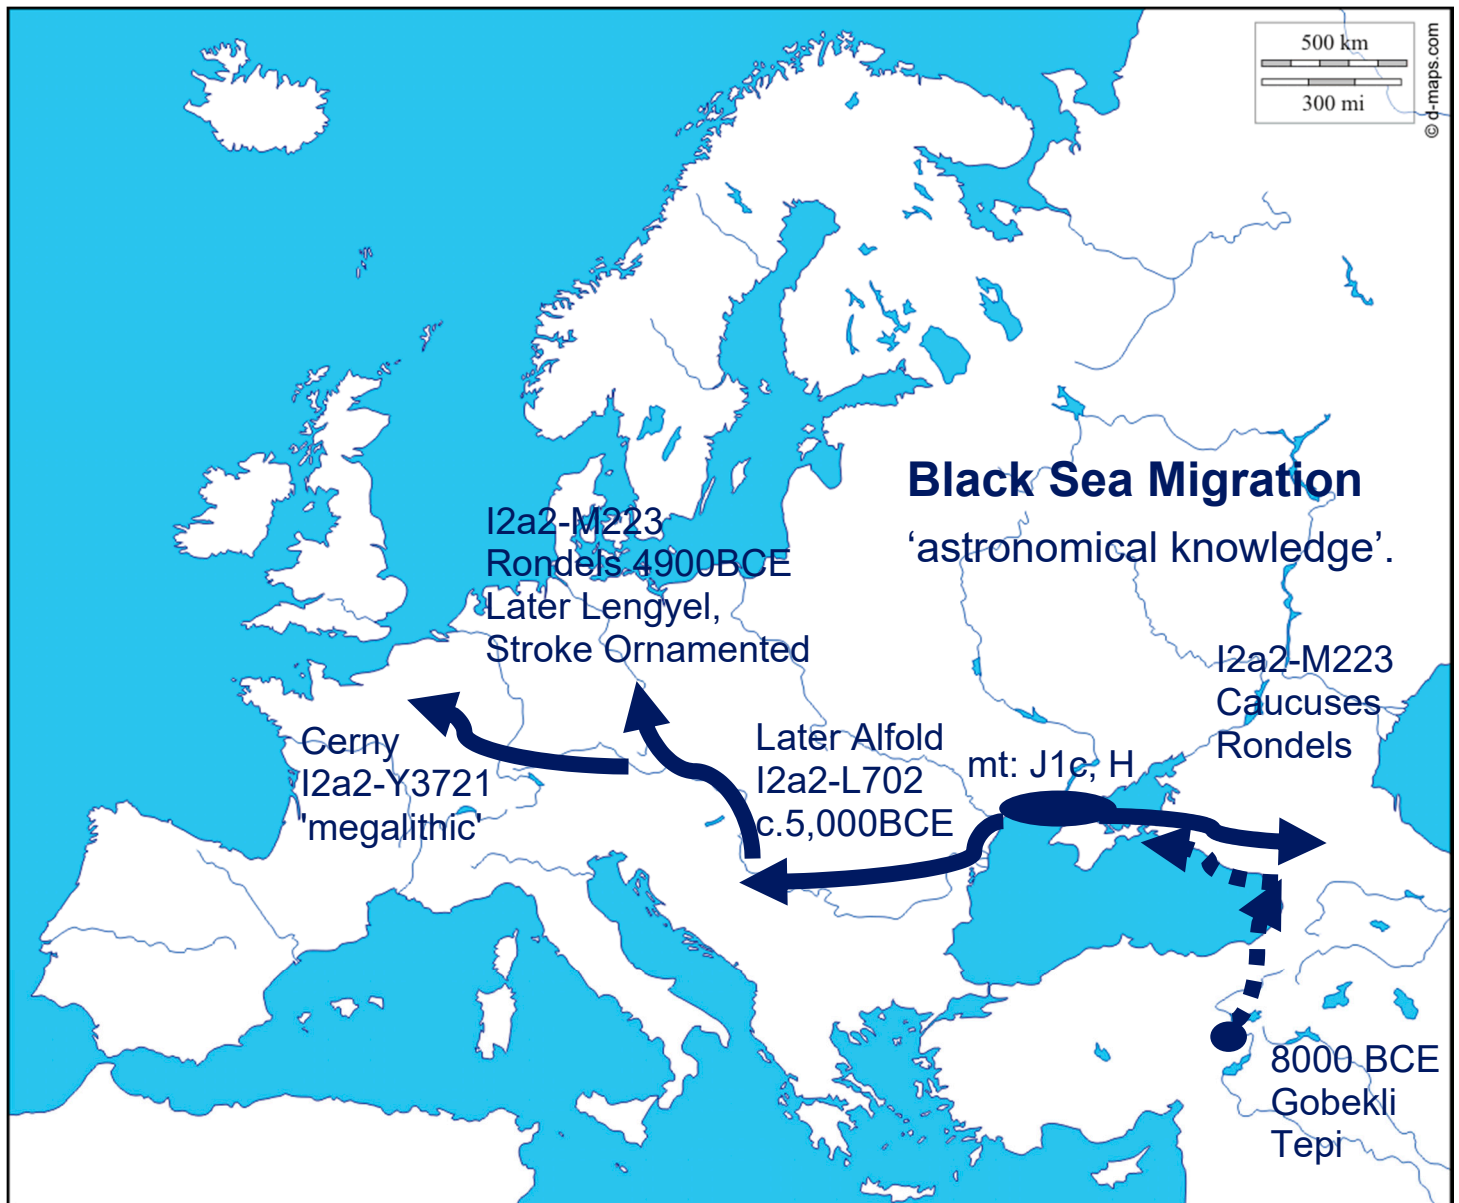 500 km
300 mi
© d-maps.com
Black Sea Migration
‘astronomical knowledge’.
I2a2-M223
Rondels 4900BCE
Later Lengyel,
Stroke Ornamented
I2a2-M223
Caucuses
Rondels
Cerny
I2a2-Y3721
'megalithic'
Later Alfold
I2a2-L702
c.5,000BCE
mt: J1c, H
8000 BCE
Gobekli
Tepi